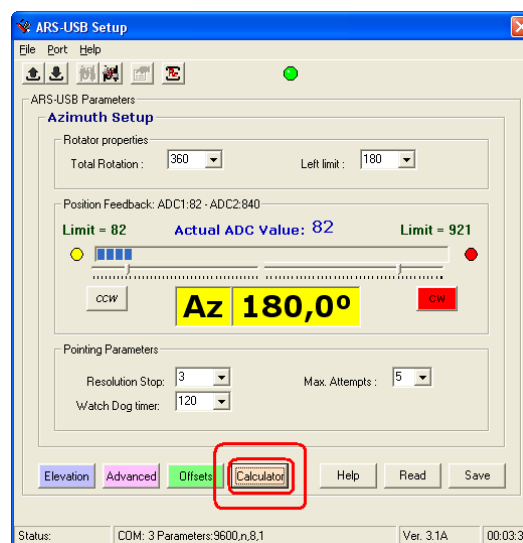 ARS-USB Setup
File Port Help
ARS-USB Parameters
Azimuth Setup
Rotator properties
Total Rotation : 360 Left limit : 180
Position Feedback: ADC1:82 - ADC2:840
Limit = 82 Actual ADC Value: 82 Limit = 921
CCW Az 180,0º CW
Pointing Parameters
Resolution Stop: 3 Max. Attempts : 5
Watch Dog timer: 120
Elevation Advanced Offsets Calculator Help Read Save
Status: COM: 3 Parameters:9600,n,8,1 Ver. 3.1A 00:03:3